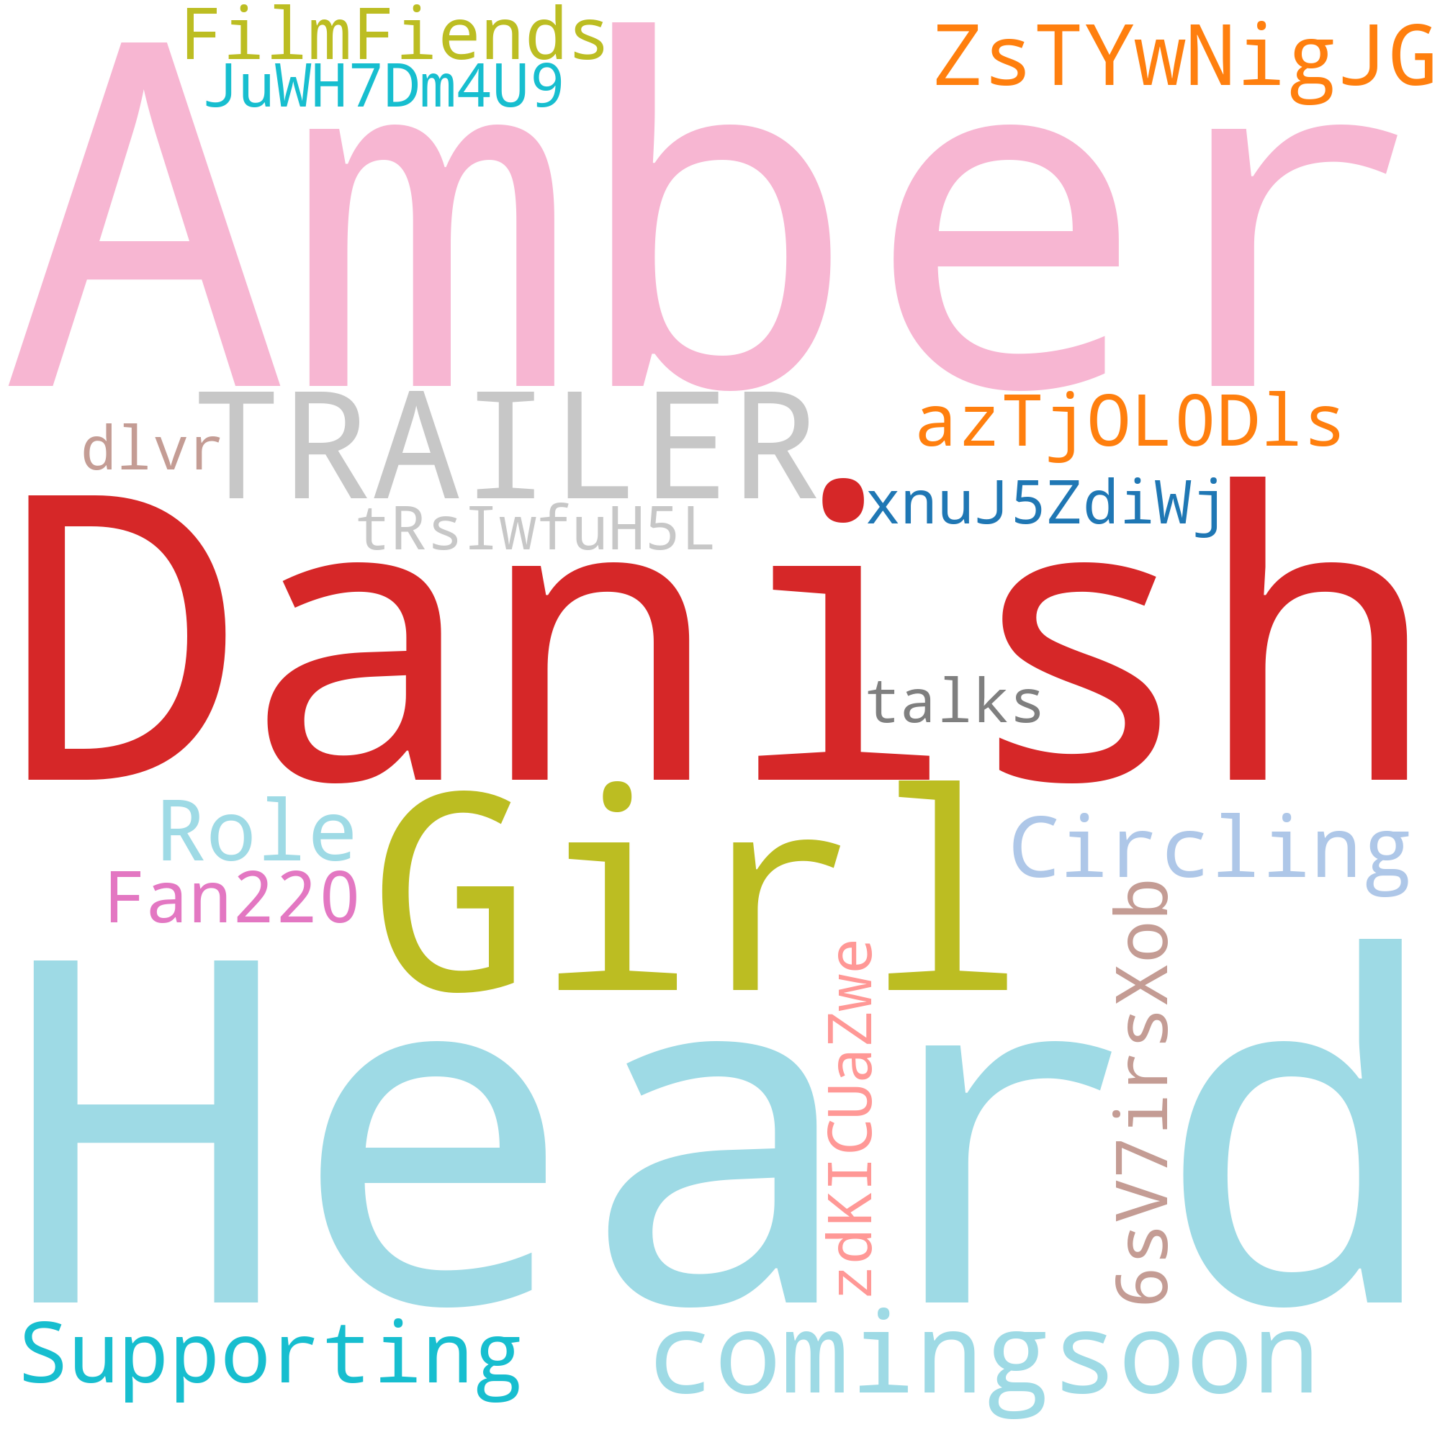 FilmFiends
ZsTYwNigJG
JuWH7Dm4U9
Amber
TRAILER
azTjOL0Dls
dlvr
xnuJ5ZdiWj
tRsIwfuH5L
Danish
talks
Girl
Role
Circling
Fan220
6sV7irsXob
zdKICUaZwe
Heard
Supporting
comingsoon